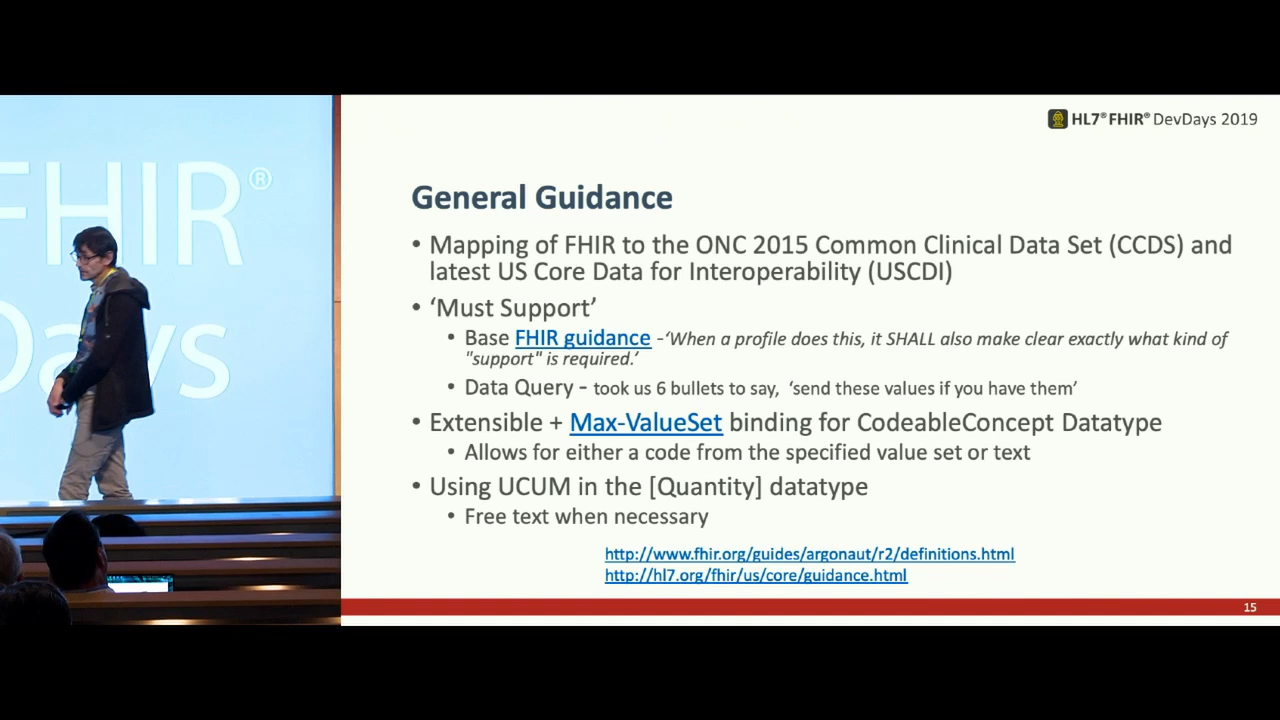 FHIR®
Days
HL7® FHIR® DevDays 2019
General Guidance
• Mapping of FHIR to the ONC 2015 Common Clinical Data Set (CCDS) and
latest US Core Data for Interoperability (USCDI)
• ‘Must Support’
• Base FHIR guidance -‘When a profile does this, it SHALL also make clear exactly what kind of
"support" is required.’
• Data Query - took us 6 bullets to say, ‘send these values if you have them’
• Extensible + Max-ValueSet binding for CodeableConcept Datatype
• Allows for either a code from the specified value set or text
• Using UCUM in the [Quantity] datatype
• Free text when necessary
http://www.fhir.org/guides/argonaut/r2/definitions.html
http://hl7.org/fhir/us/core/guidance.html
15